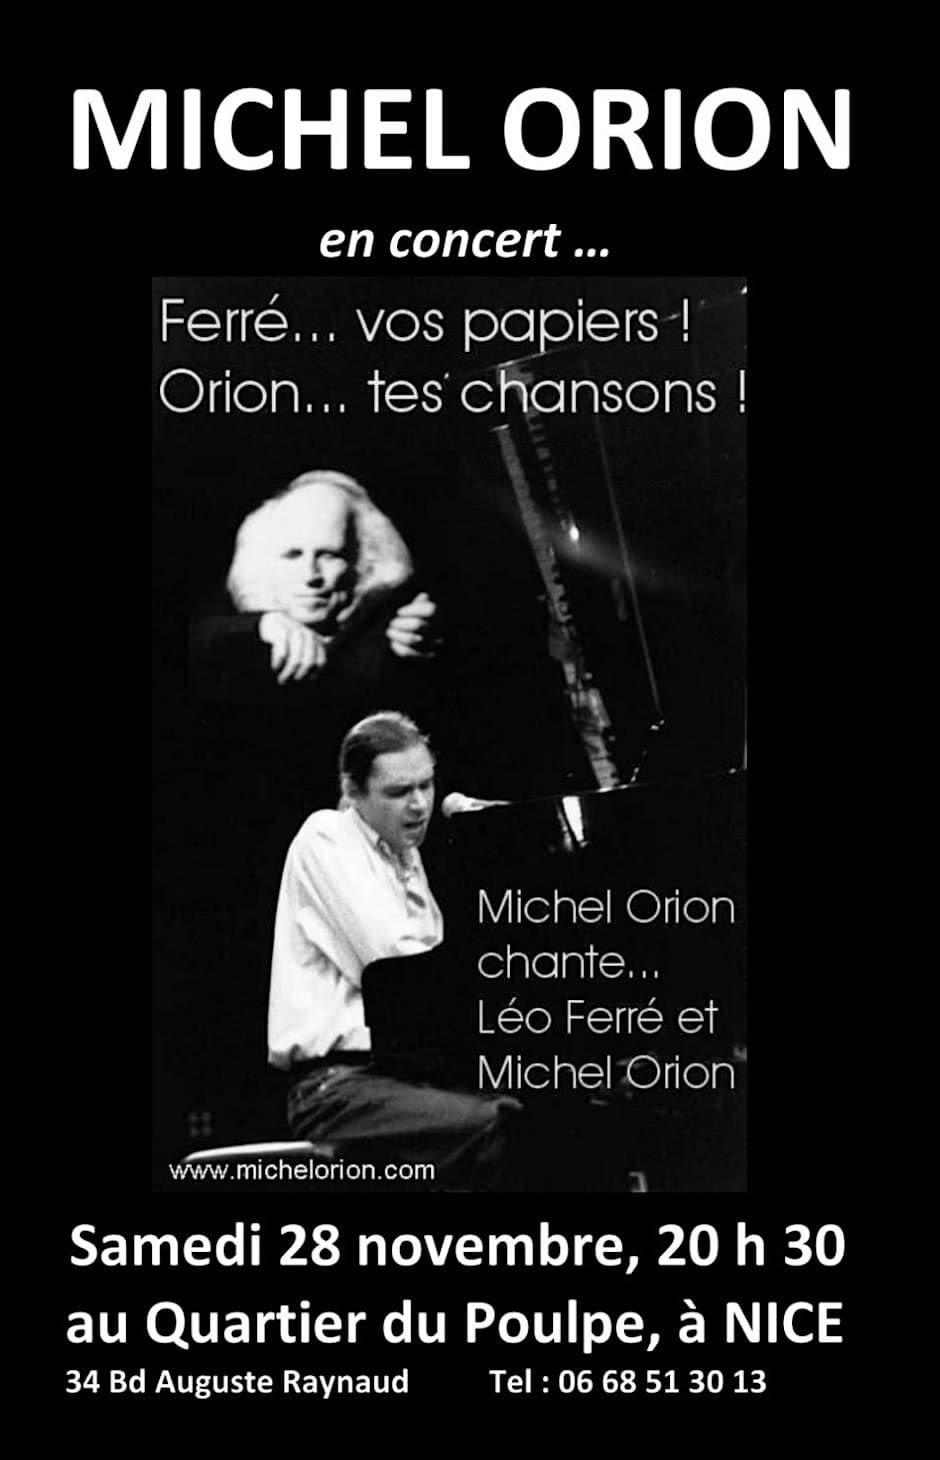 MICHEL ORION
en concert ...
Ferré... vos papiers !
Orion... tes chansons !
Michel Orion
chante...
Léo Ferré et
Michel Orion
www.michelorion.com
Samedi 28 novembre, 20 h 30
au Quartier du Poulpe, à NICE
34 Bd Auguste Raynaud Tel : 06 68 51 30 13